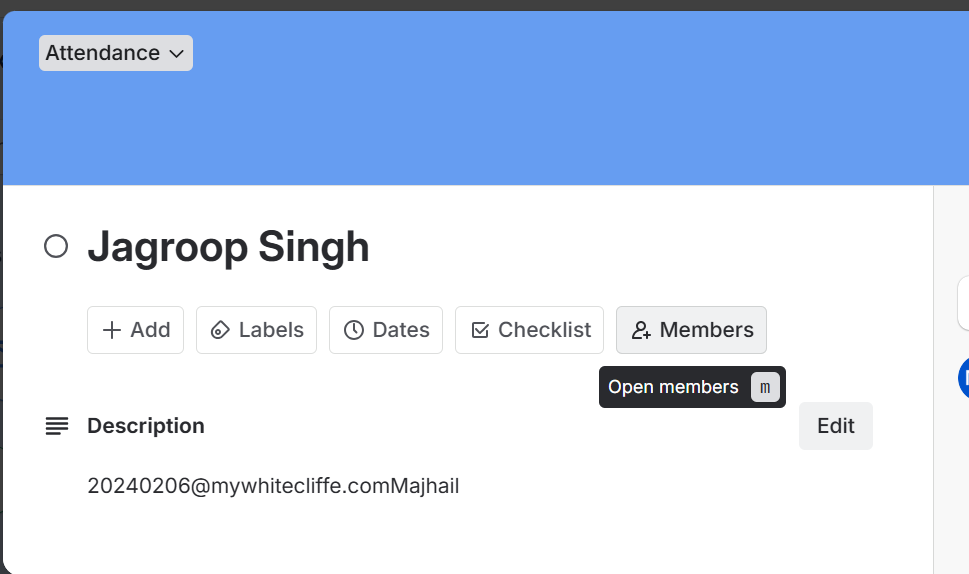 Attendance
Jagroop Singh
Add Labels Dates Checklist Members
Open members m
Description Edit
20240206@mywhitecliffe.comMajhail